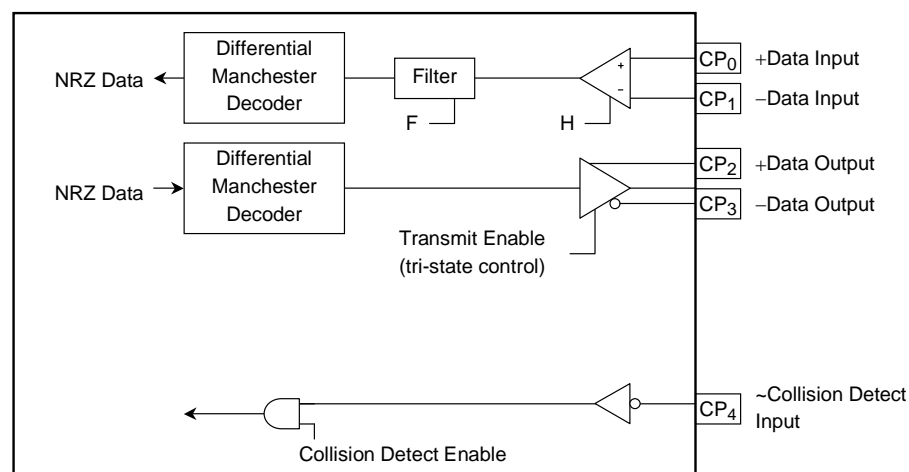 Differential
Manchester
Decoder
NRZ Data
Filter
F
H
+
−
CP0
+Data Input
CP1
−Data Input
Differential
Manchester
Decoder
NRZ Data
CP2
+Data Output
CP3
−Data Output
Transmit Enable
(tri-state control)
CP4
~Collision Detect
Input
Collision Detect Enable